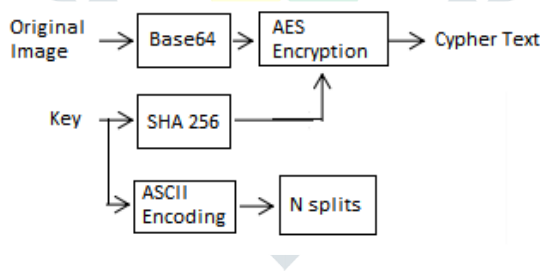 Original
Image
Base64
AES
Encryption
Cypher Text
Key
SHA 256
ASCII
Encoding
N splits